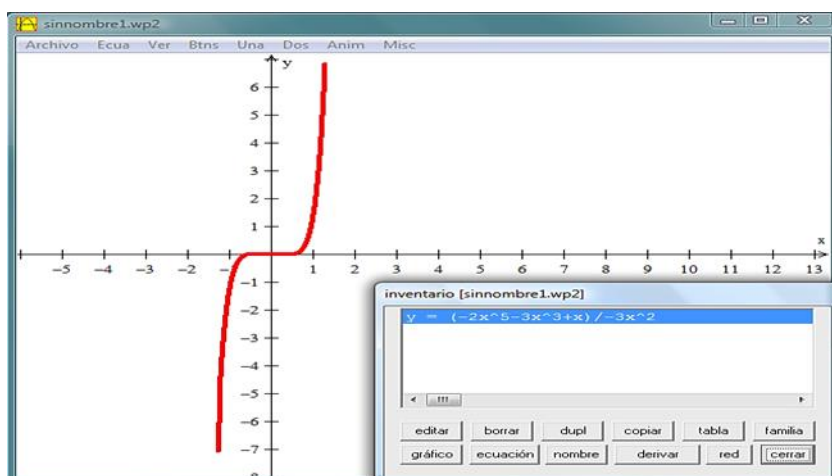 sinnombre1.wp2
Archivo Ecua Ver Btns Una Dos Anim Misc
y
6
5
4
3
2
1
x
-5 -4 -3 -2 -1 1 2 3 4 5 6 7 8 9 10 11 12 13
-1
-2
-3
-4
-5
-6
-7
inventario [sinnombre1.wp2]
y = (-2x^5-3x^3+x)/-3x^2
editar borrar dupl copiar tabla familia
gráfico ecuación nombre derivar red cerrar